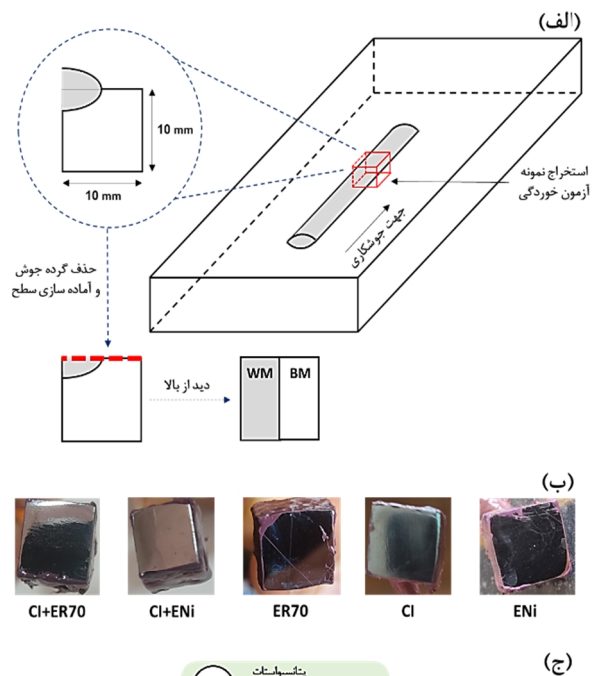 (الف)
10 mm
10 mm
استخراج نمونه
آزمون خوردگی
جهت جوشکاری
حذف گرده جوش
و آماده سازی سطح
WM
BM
دید از بالا
(ب)
CI+ER70
CI+ENi
ER70
CI
ENi
(ج)
پتانسیواستات